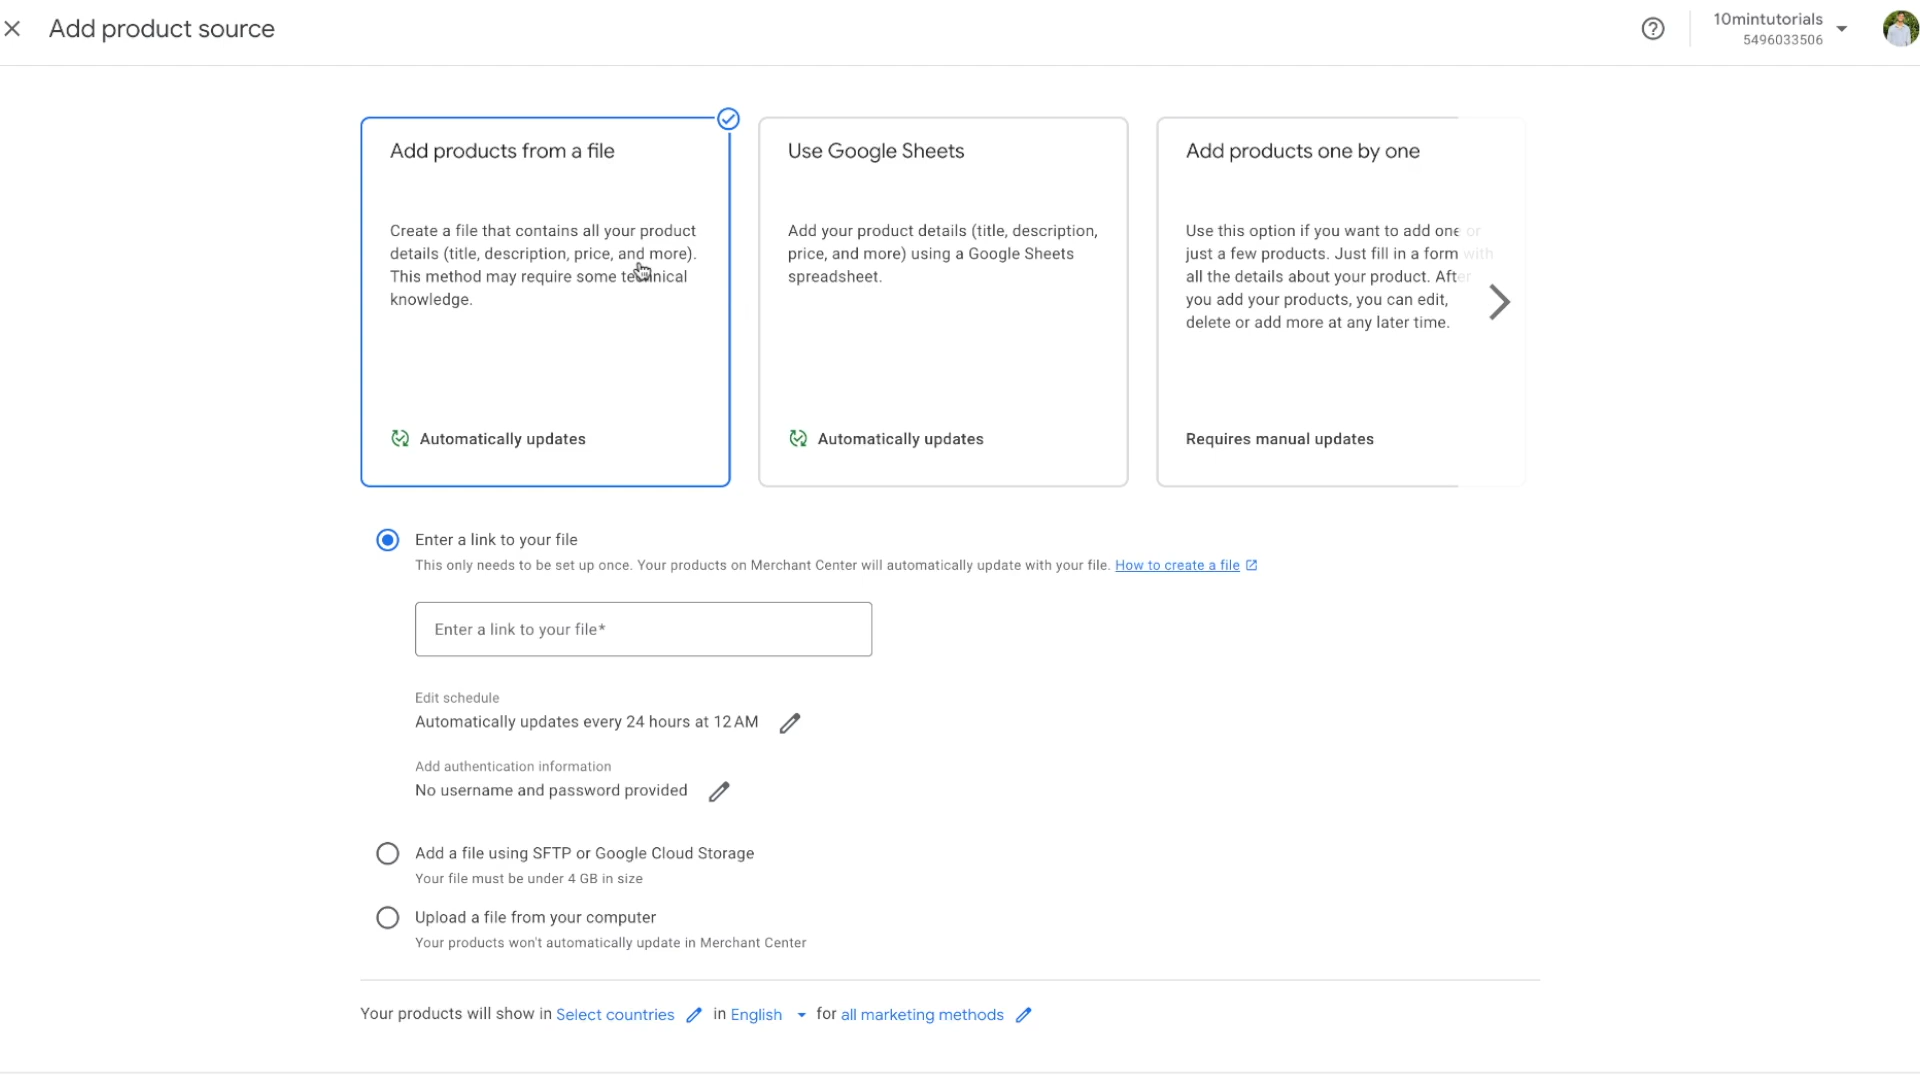 Add product source
10mintutorials
5496033506
Add products from a file
Create a file that contains all your product
details (title, description, price, and more).
This method may require some technical
knowledge.
Automatically updates
Use Google Sheets
Add your product details (title, description,
price, and more) using a Google Sheets
spreadsheet.
Automatically updates
Add products one by one
Use this option if you want to add one or
just a few products. Just fill in a form with
all the details about your product. After
you add your products, you can edit,
delete or add more at any later time.
Requires manual updates
Enter a link to your file
This only needs to be set up once. Your products on Merchant Center will automatically update with your file. How to create a file
Enter a link to your file*
Edit schedule
Automatically updates every 24 hours at 12 AM
Add authentication information
No username and password provided
Add a file using SFTP or Google Cloud Storage
Your file must be under 4 GB in size
Upload a file from your computer
Your products won't automatically update in Merchant Center
Your products will show in Select countries in English for all marketing methods